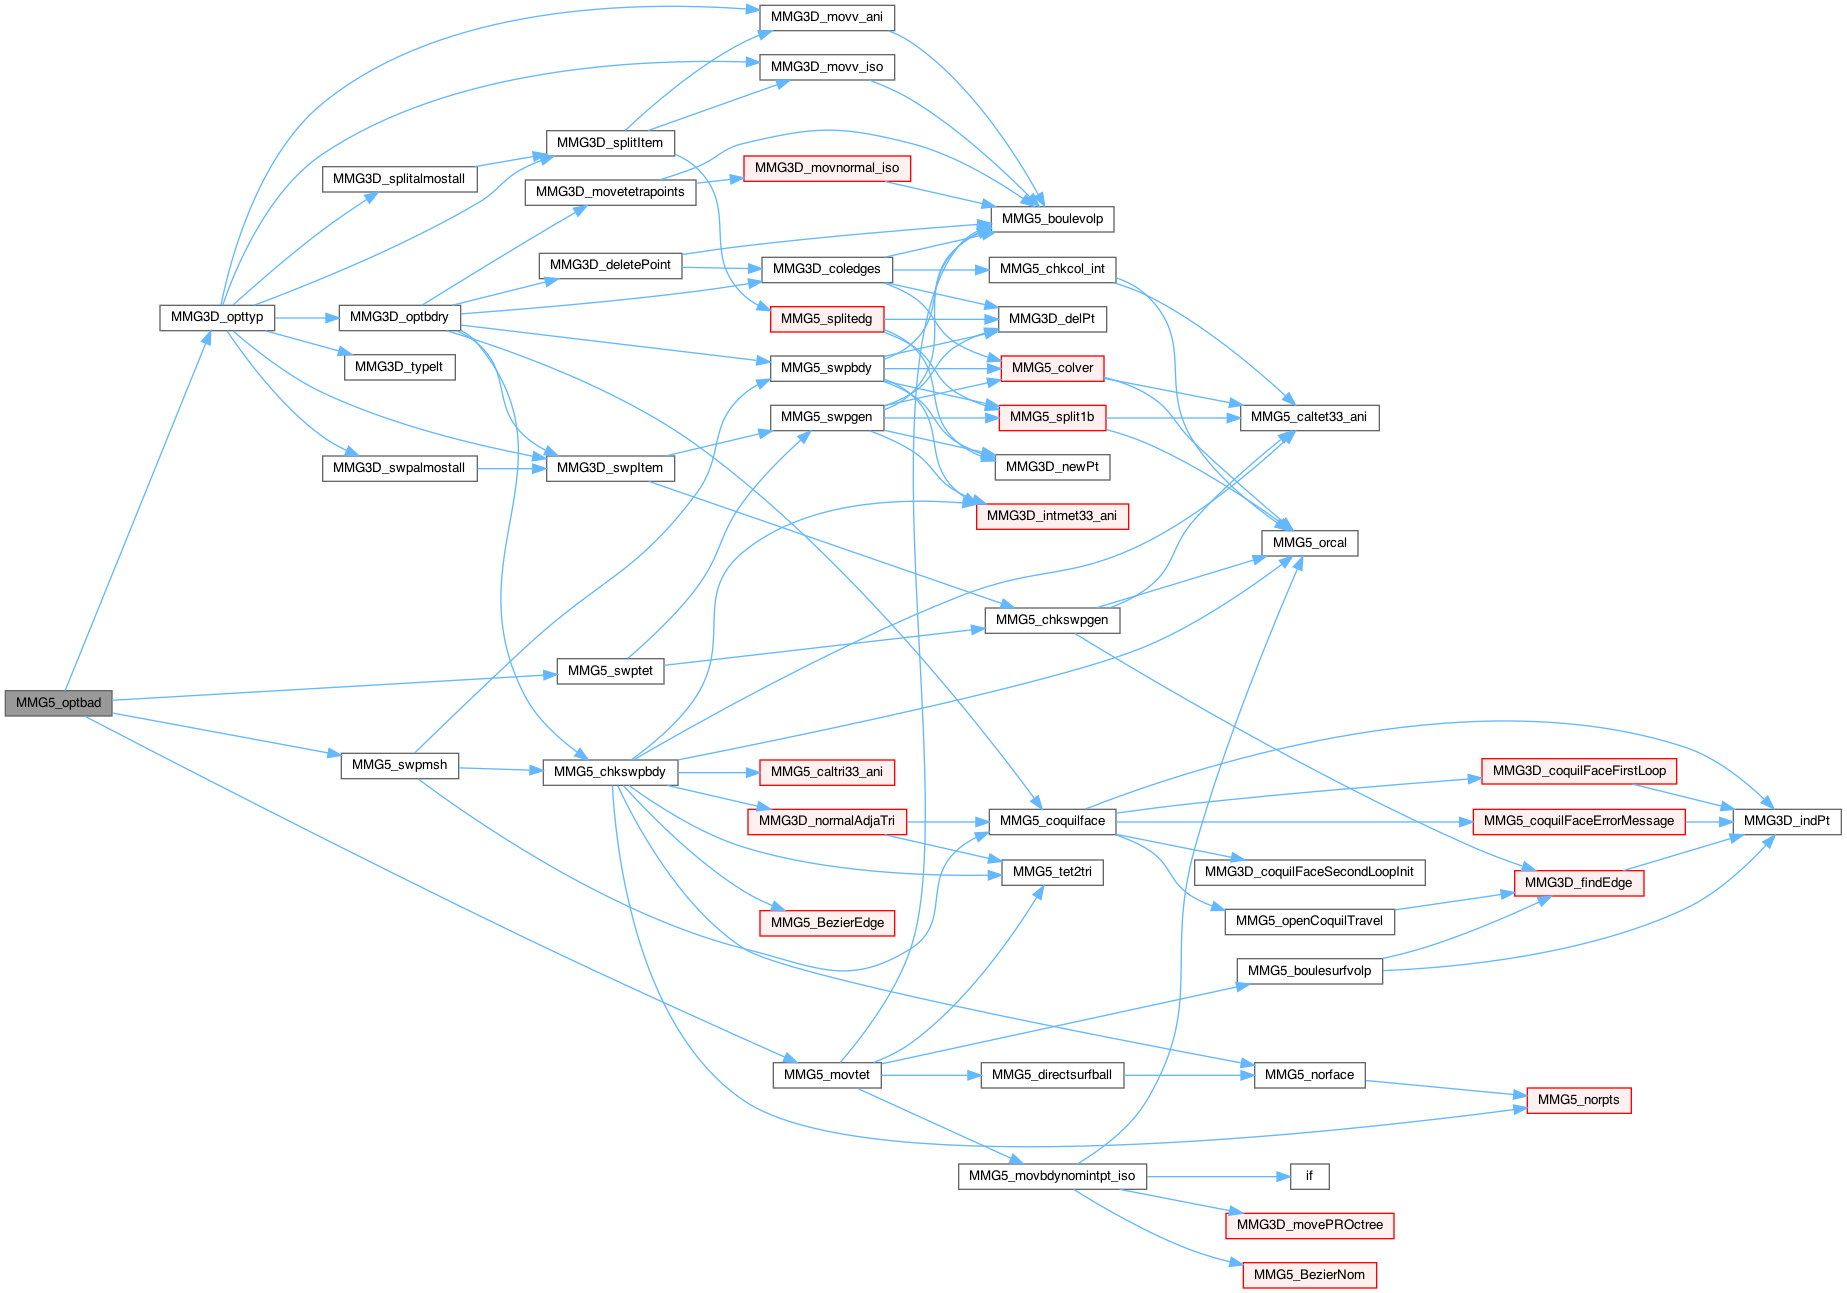 MMG3D_movv_ani
MMG3D_movv_iso
MMG3D_splitItem
MMG3D_movnormal_iso
MMG3D_splitalmostall
MMG3D_movetetrapoints
MMG5_boulevolp
MMG3D_deletePoint
MMG3D_coledges
MMG5_chkcol_int
MMG3D_opttyp
MMG3D_optbdry
MMG5_splitedg
MMG3D_delPt
MMG3D_typelt
MMG5_swpbdy
MMG5_colver
MMG5_swpgen
MMG5_split1b
MMG5_caltet33_ani
MMG3D_swpalmostall
MMG3D_swpItem
MMG3D_newPt
MMG3D_intmet33_ani
MMG5_orcal
MMG5_chkswpgen
MMG5_swptet
MMG5_optbad
MMG5_swpmsh
MMG5_chkswpbdy
MMG5_caltri33_ani
MMG3D_coquilFaceFirstLoop
MMG3D_normalAdjaTri
MMG5_coquilface
MMG5_coquilFaceErrorMessage
MMG3D_indPt
MMG5_tet2tri
MMG3D_coquilFaceSecondLoopInit
MMG3D_findEdge
MMG5_BezierEdge
MMG5_openCoquilTravel
MMG5_boulesurfvolp
MMG5_movtet
MMG5_directsurfball
MMG5_norface
MMG5_norpts
MMG5_movbdynomintpt_iso
if
MMG3D_movePROctree
MMG5_BezierNom